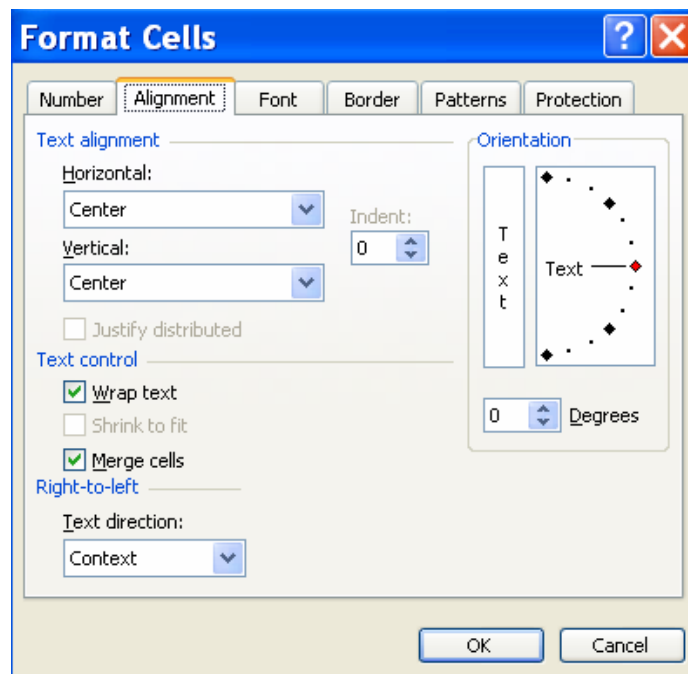 Format Cells ?
Number Alignment Font Border Patterns Protection
Text alignment
Horizontal:
Center
Indent:
0
Vertical:
Center
Justify distributed
Text control
Wrap text
Shrink to fit
Merge cells
Right-to-left
Text direction:
Context
Orientation
T
e
x
t
Text
0 Degrees
OK Cancel